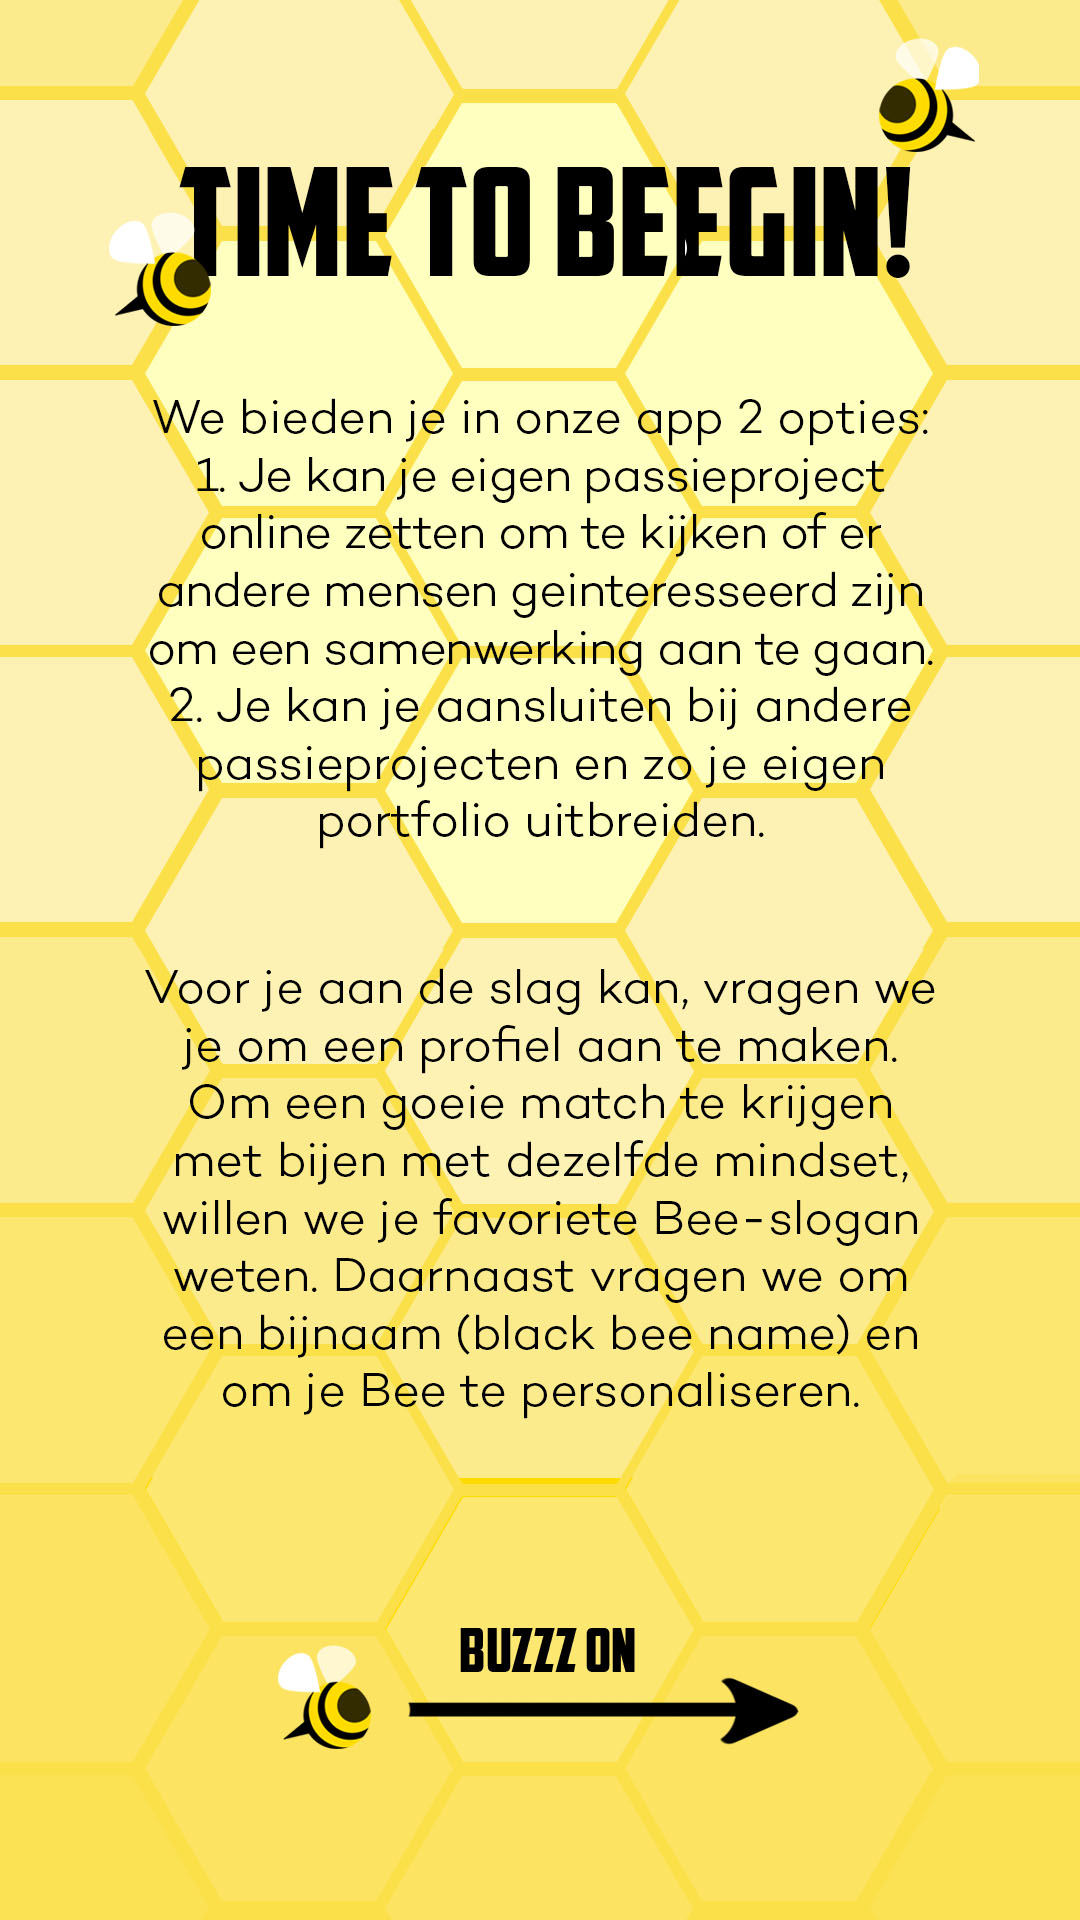 TIME TO BEEGIN!
We bieden je in onze app 2 opties:
1. Je kan je eigen passieproject
online zetten om te kijken of er
andere mensen geinteresseerd zijn
om een samenwerking aan te gaan.
2. Je kan je aansluiten bij andere
passieprojecten en zo je eigen
portfolio uitbreiden.
Voor je aan de slag kan, vragen we
je om een profiel aan te maken.
Om een goeie match te krijgen
met bijen met dezelfde mindset,
willen we je favoriete Bee-slogan
weten. Daarnaast vragen we om
een bijnaam (black bee name) en
om je Bee te personaliseren.
BUZZZ ON